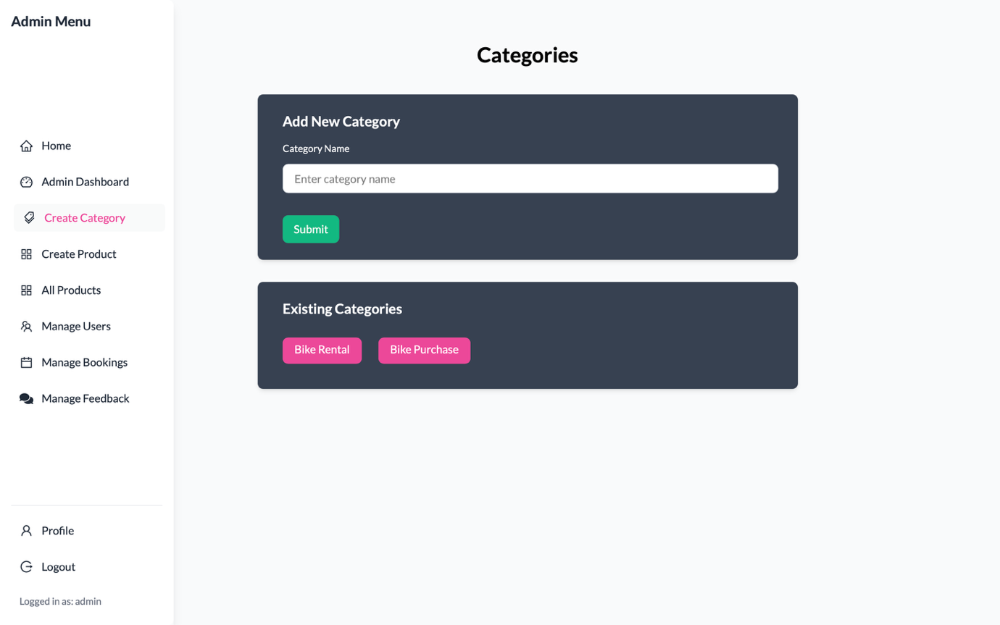 Admin Menu
Home
Admin Dashboard
Create Category
Create Product
All Products
Manage Users
Manage Bookings
Manage Feedback
Profile
Logout
Logged in as: admin
Categories
Add New Category
Category Name
Enter category name
Submit
Existing Categories
Bike Rental
Bike Purchase